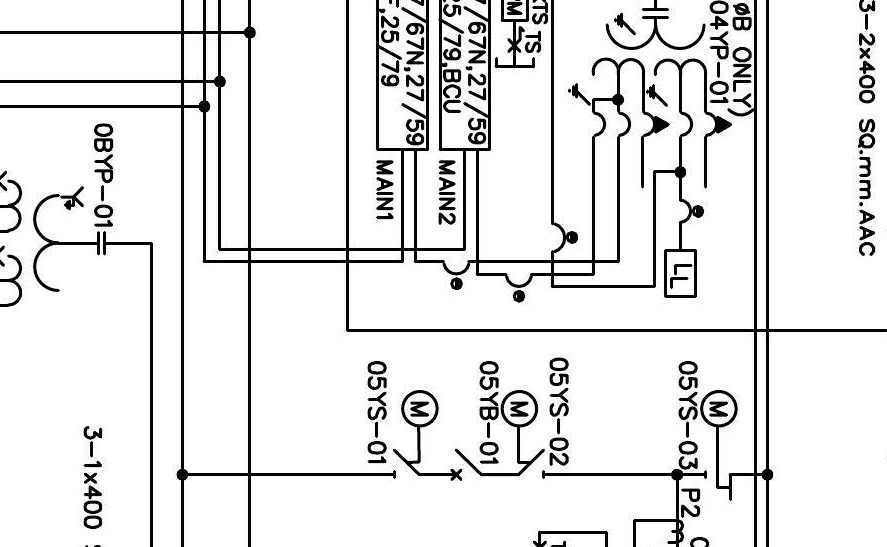 3-2x400 SQ.mm.AAC
øB ONLY)
04YP-01
TS
7/67N,27/59
25/79,BCU
MAIN2
7/67N,27/59
,25/79
MAIN1
LL
0BYP-01
M
05YS-03
P2
05YS-02
M
05YB-01
M
05YS-01
3-1x400